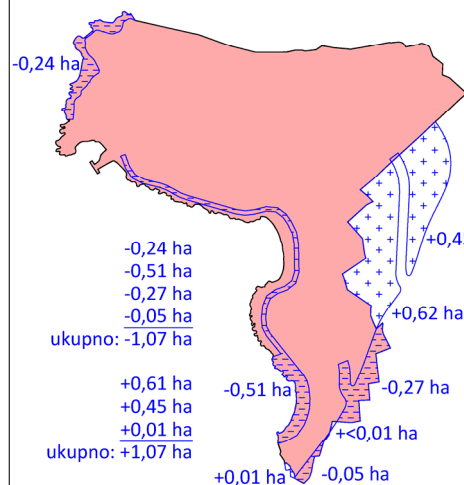 -0,24 ha
+0,4
+0,62 ha
-0,24 ha
-0,51 ha
-0,27 ha
-0,05 ha
ukupno: -1,07 ha
+0,61 ha
+0,45 ha
+0,01 ha
ukupno: +1,07 ha
-0,51 ha
-0,27 ha
+<0,01 ha
+0,01 ha
-0,05 ha